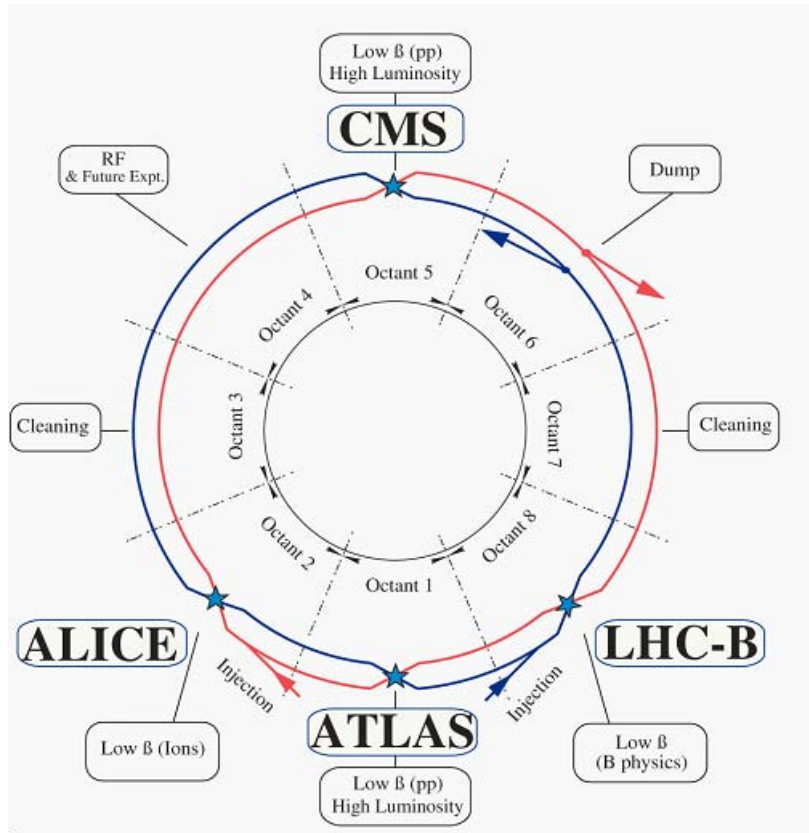 Low ß (pp)
High Luminosity
CMS
RF
& Future Expt.
Dump
Octant 5
Octant 4
Octant 6
Cleaning
Octant 3
Octant 7
Cleaning
Octant 2
Octant 8
Octant 1
ALICE
LHC-B
Injection
Injection
ATLAS
Low ß (Ions)
Low ß
(B physics)
Low ß (pp)
High Luminosity